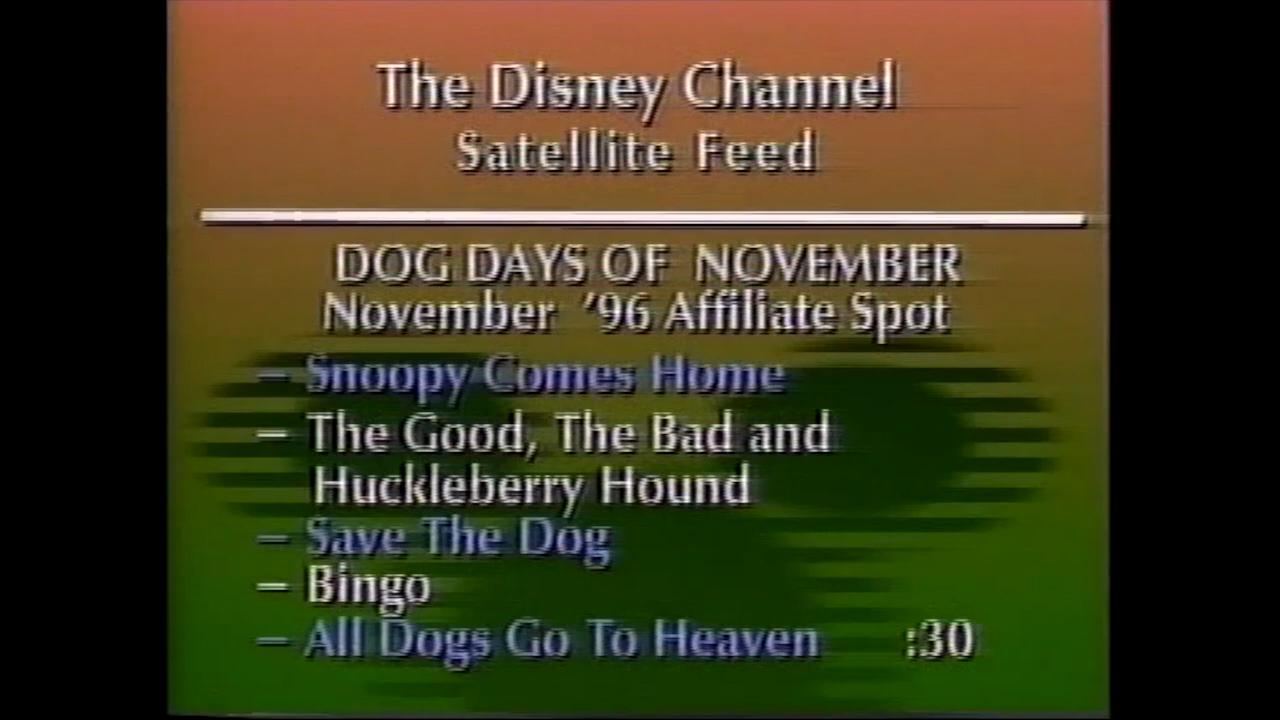 The Disney Channel
Satellite Feed
DOG DAYS OF NOVEMBER
November '96 Affiliate Spot
– Snoopy Comes Home
– The Good, The Bad and
Huckleberry Hound
– Save The Dog
– Bingo
– All Dogs Go To Heaven :30